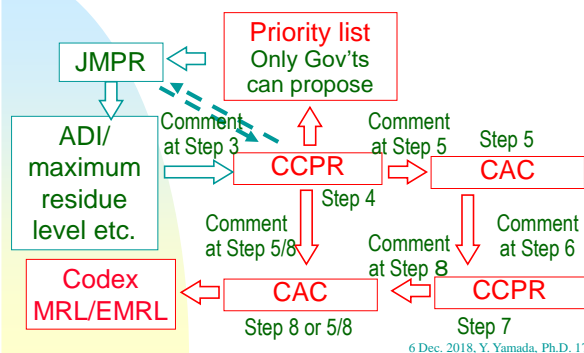 Priority list
Only Gov'ts
can propose
JMPR
ADI/
maximum
residue
level etc.
Comment
at Step 3
CCPR
Step 4
Comment
at Step 5
Step 5
CAC
Comment
at Step 6
Comment
at Step 5/8
Comment
at Step 8
CCPR
Step 7
CAC
Step 8 or 5/8
Codex
MRL/EMRL
6 Dec. 2018, Y. Yamada, Ph.D.